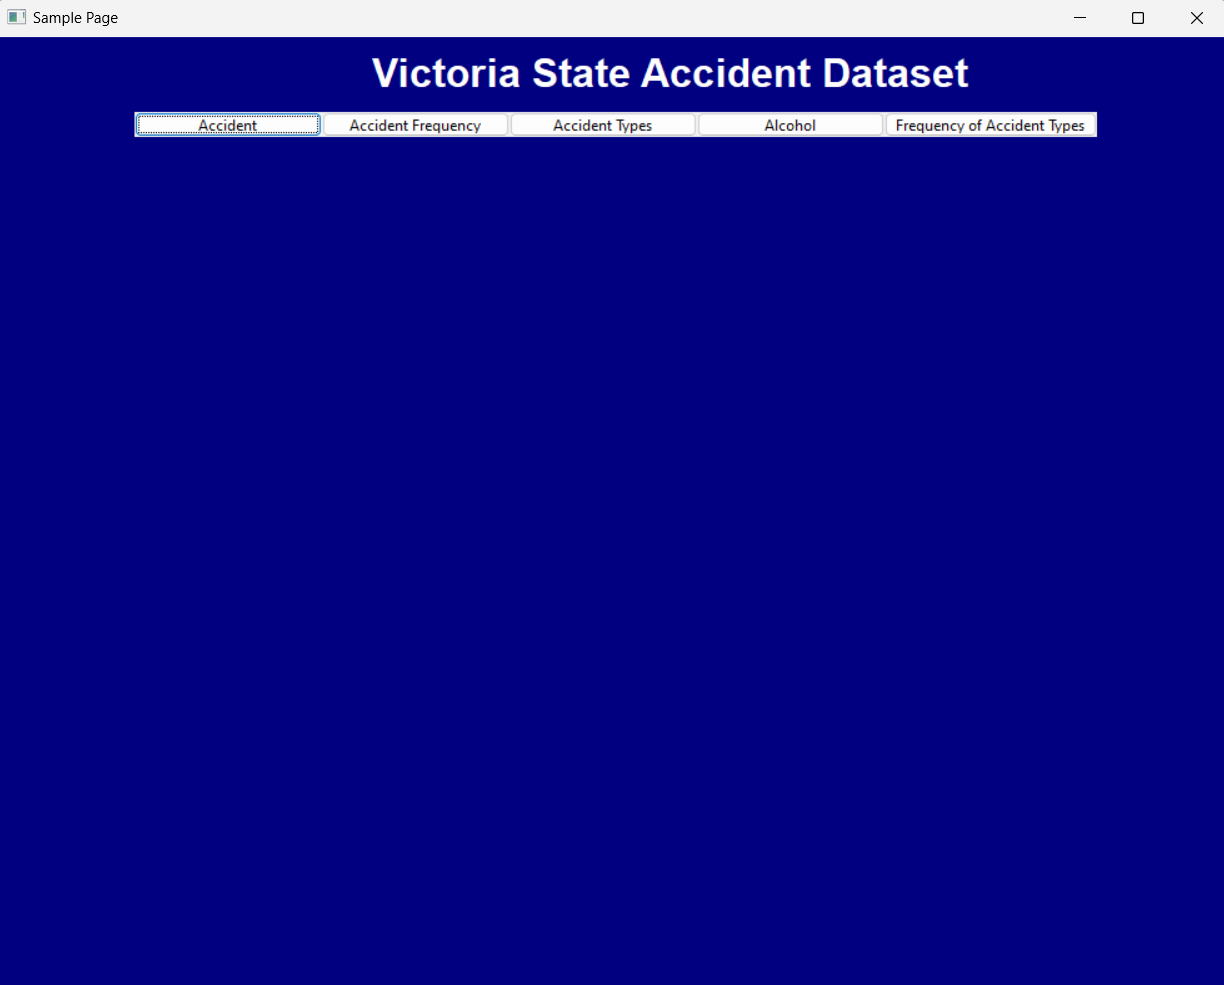 Sample Page
Victoria State Accident Dataset
Accident Accident Frequency Accident Types Alcohol Frequency of Accident Types